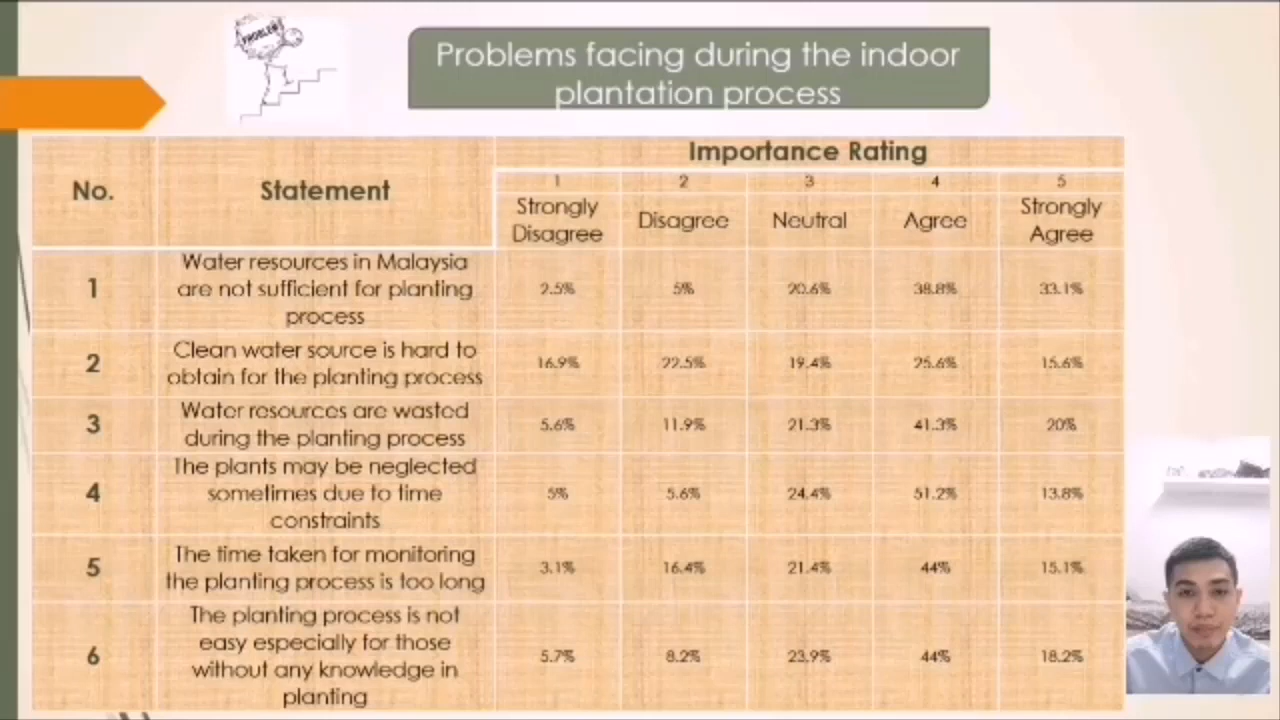 PROBLEM
Problems facing during the indoor
plantation process
No.
Statement
Importance Rating
1
2
3
4
5
Strongly
Disagree
Disagree
Neutral
Agree
Strongly
Agree
1
Water resources in Malaysia
are not sufficient for planting
process
2.5%
5%
20.6%
38.8%
33.1%
2
Clean water source is hard to
obtain for the planting process
16.9%
22.5%
19.4%
25.6%
15.6%
3
Water resources are wasted
during the planting process
5.6%
11.9%
21.3%
41.3%
20%
4
The plants may be neglected
sometimes due to time
constraints
5%
5.6%
24.4%
51.2%
13.8%
5
The time taken for monitoring
the planting process is too long
3.1%
16.4%
21.4%
44%
15.1%
6
The planting process is not
easy especially for those
without any knowledge in
planting
5.7%
8.2%
23.9%
44%
18.2%